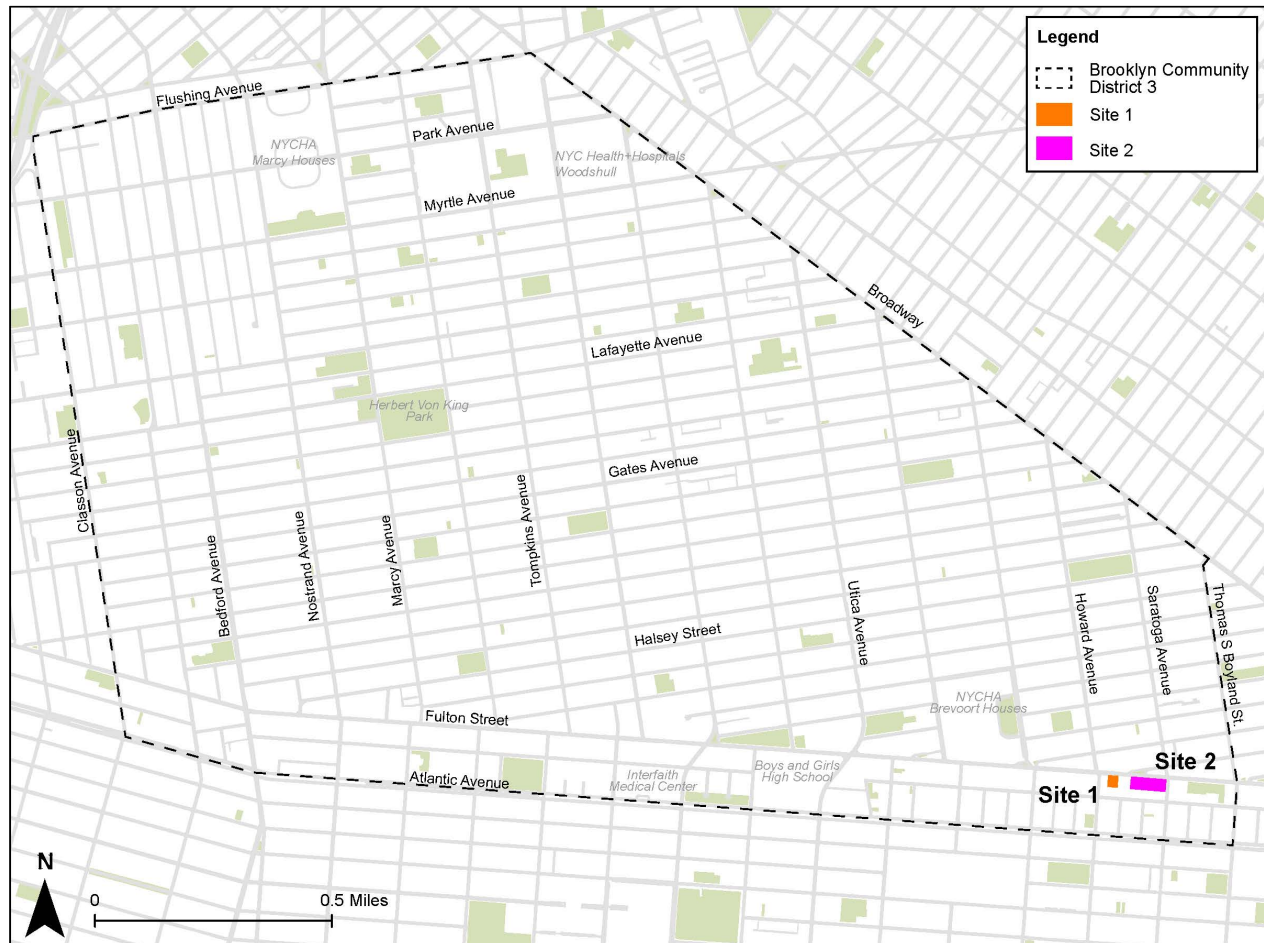 Legend
Brooklyn Community
District 3
Site 1
Site 2
Flushing Avenue
Park Avenue
NYCHA
Marcy Houses
NYC Health+Hospitals
Woodshull
Myrtle Avenue
Broadway
Lafayette Avenue
Herbert Von King
Park
Classon Avenue
Gates Avenue
Bedford Avenue
Nostrand Avenue
Marcy Avenue
Tompkins Avenue
Utica Avenue
Howard Avenue
Saratoga Avenue
Thomas S Boyland St.
Halsey Street
NYCHA
Brevoort Houses
Fulton Street
Atlantic Avenue
Interfaith
Medical Center
Boys and Girls
High School
Site 2
Site 1
N
0
0.5 Miles